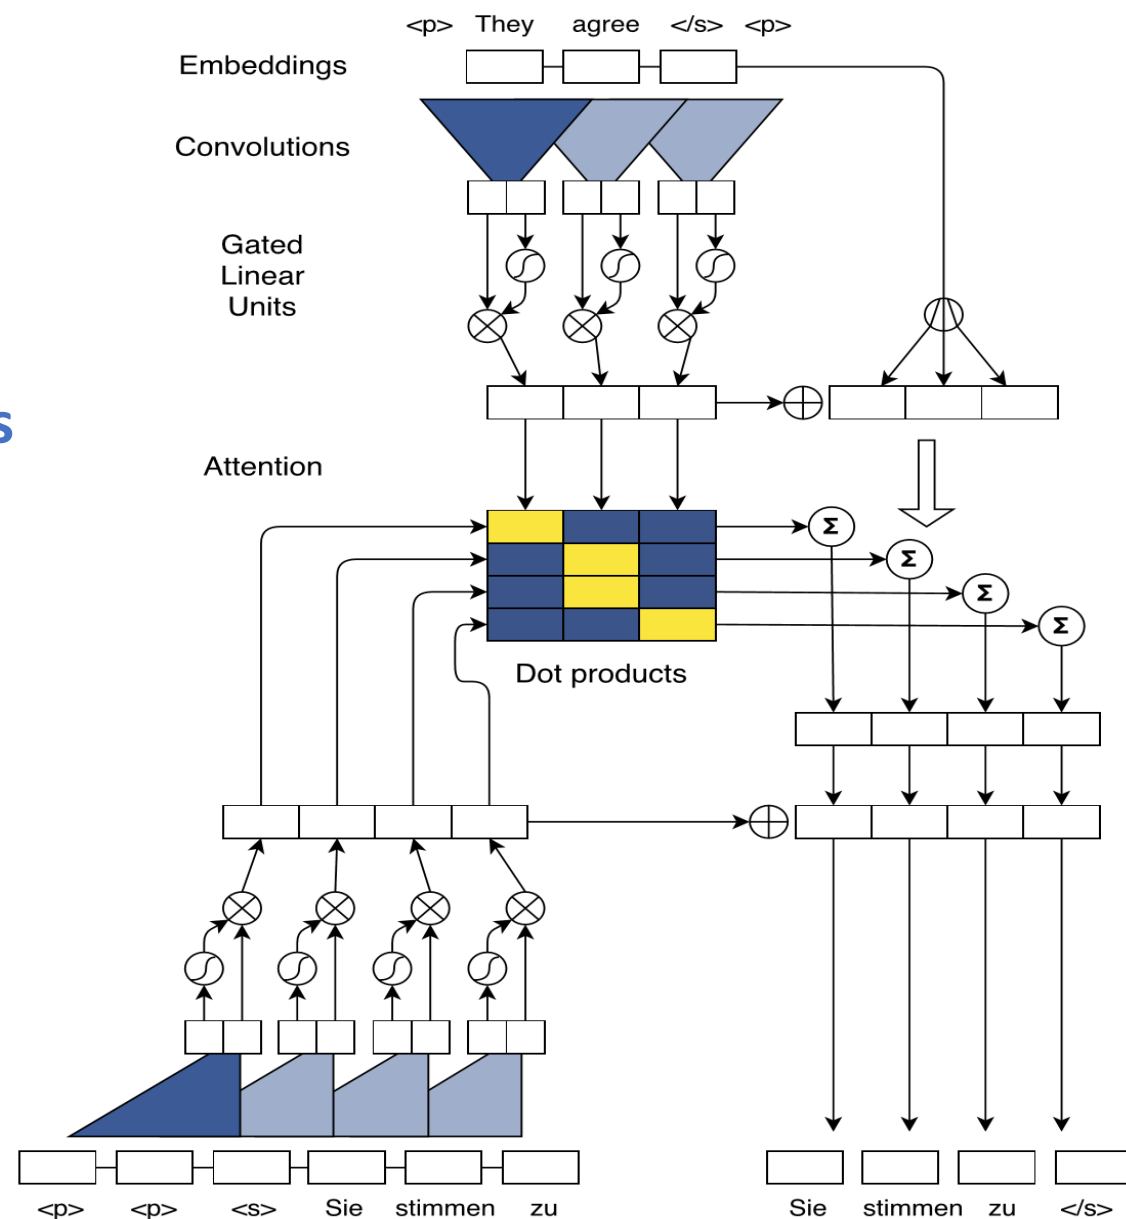 <p> They agree </s> <p>
Embeddings
Convolutions
Gated
Linear
Units
s
Attention
Σ
Σ
Σ
Σ
Dot products
<p> <p> <s> Sie stimmen zu
Sie stimmen zu </s>